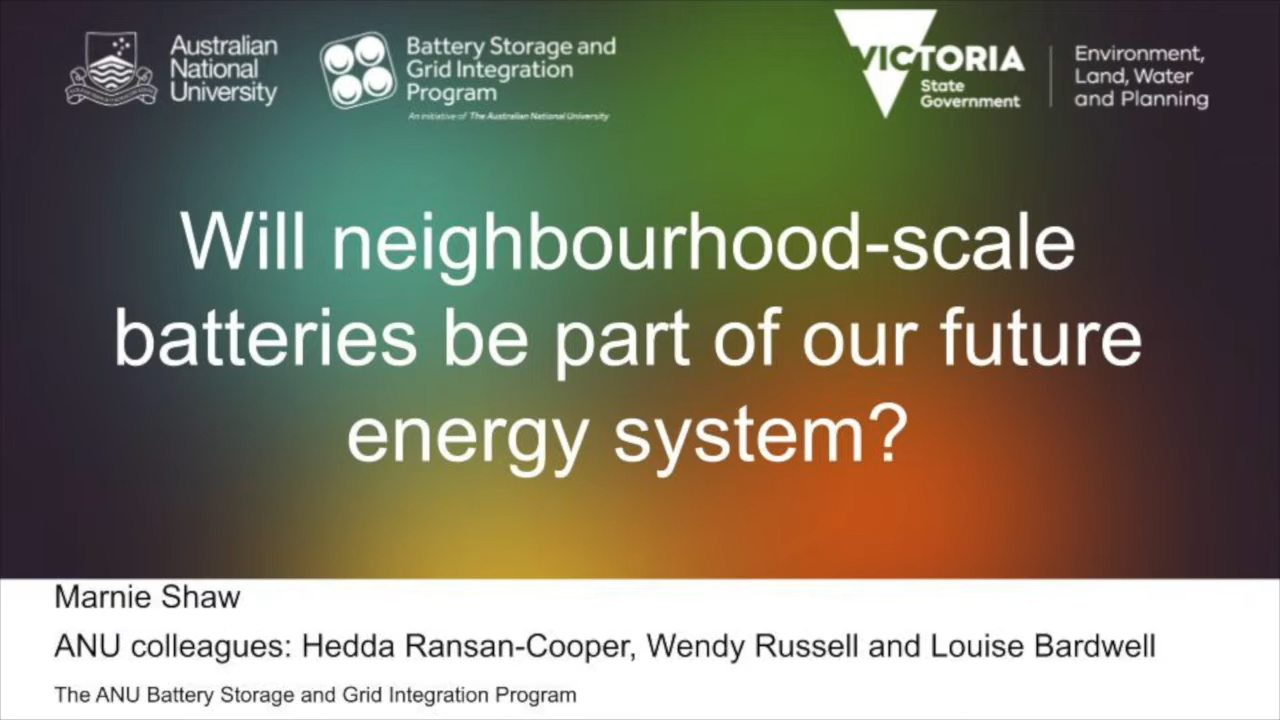 Australian
National
University
Battery Storage and
Grid Integration
Program
An initiative of The Australian National University
VICTORIA
State
Government
Environment,
Land, Water
and Planning
Will neighbourhood-scale
batteries be part of our future
energy system?
Marnie Shaw
ANU colleagues: Hedda Ransan-Cooper, Wendy Russell and Louise Bardwell
The ANU Battery Storage and Grid Integration Program